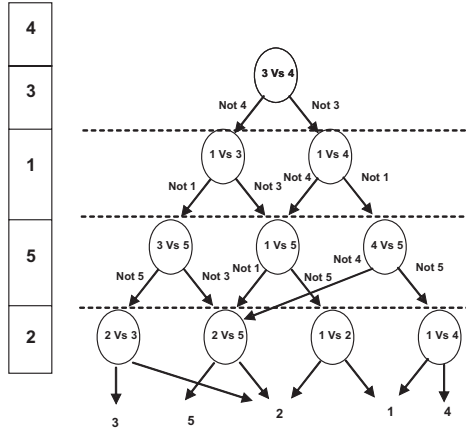 4
3 Vs 4
3
Not 4
Not 3
1
1 Vs 3
1 Vs 4
Not 1
Not 3
Not 4
Not 1
5
3 Vs 5
1 Vs 5
4 Vs 5
Not 5
Not 3
Not 1
Not 5
Not 4
Not 5
2
2 Vs 3
2 Vs 5
1 Vs 2
1 Vs 4
3
5
2
1
4